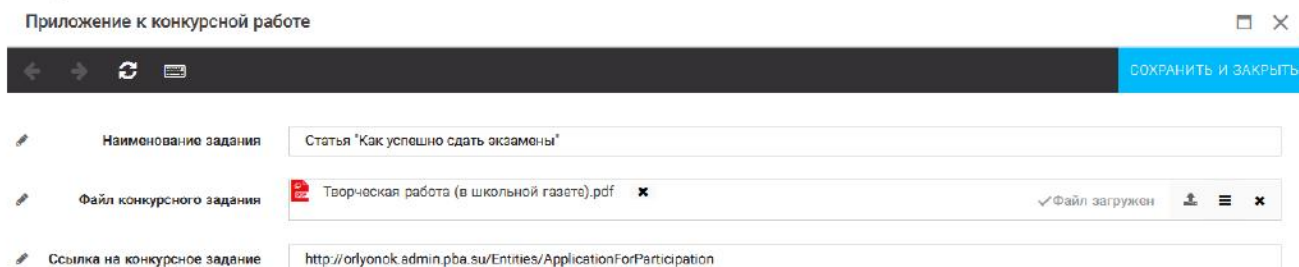 Приложение к конкурсной работе
СОХРАНИТЬ И ЗАКРЫТЬ
Наименование задания Статья "Как успешно сдать экзамены"
Файл конкурсного задания Творческая работа (в школьной газете).pdf Файл загружен
Ссылка на конкурсное задание http://orlyonok.admin.pba.su/Entities/ApplicationForParticipation